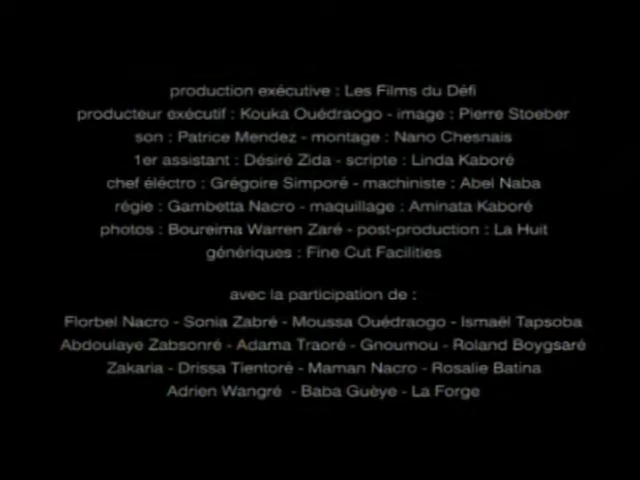 production exécutive : Les Films du Défi
producteur exécutif : Kouka Ouédraogo - image : Pierre Stoeber
son : Patrice Mendez - montage : Nano Chesnais
1er assistant : Désiré Zida - scripte : Linda Kaboré
chef éléctro : Grégoire Simporé - machiniste : Abel Naba
régie : Gambetta Nacro - maquillage : Aminata Kaboré
photos : Boureima Warren Zaré - post-production : La Huit
génériques : Fine Cut Facilities
avec la participation de :
Florbel Nacro - Sonia Zabré - Moussa Ouédraogo - Ismaël Tapsoba
Abdoulaye Zabsonré - Adama Traoré - Gnoumou - Roland Boygsaré
Zakaria - Drissa Tientoré - Maman Nacro - Rosalie Batina
Adrien Wangré - Baba Guèye - La Forge